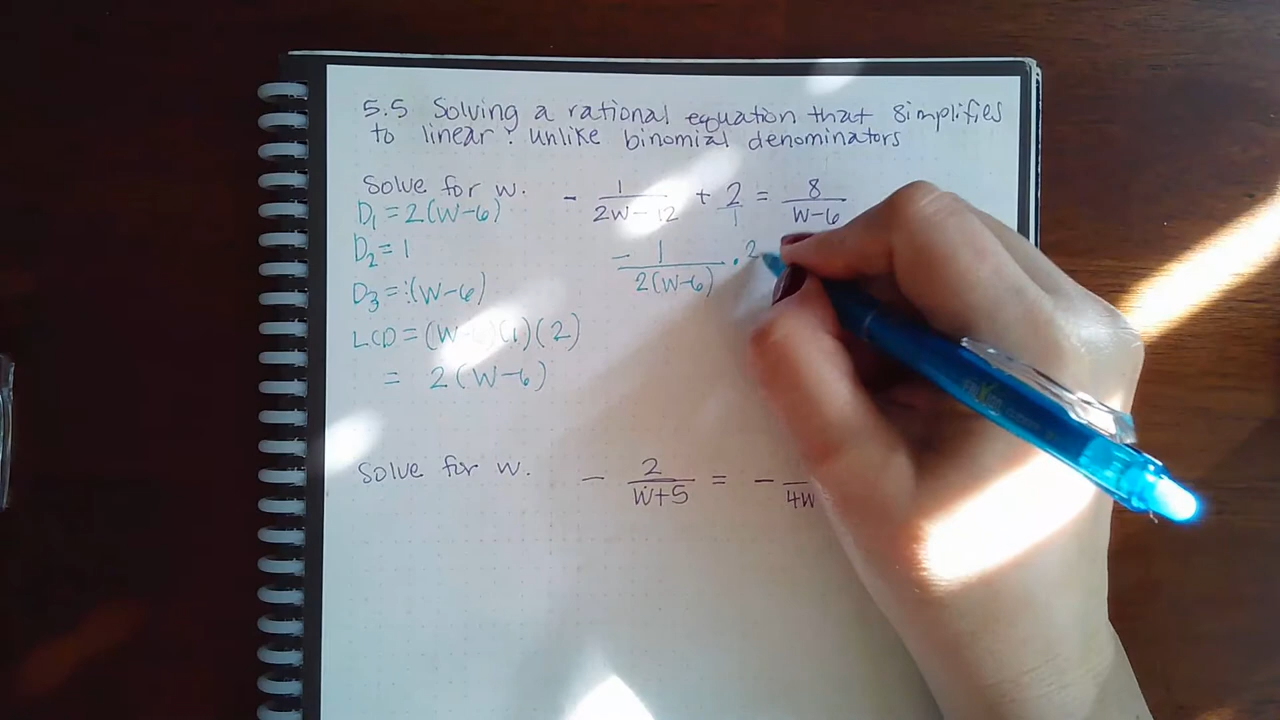 5.5 Solving a rational equation that simplifies
to linear: unlike binomial denominators
Solve for w. - 1/(2w-12) + 2/1 = 8/(w-6)
D₁ = 2(w-6)
- 1/(2(w-6)) · 2
D₂ = 1
D₃ = (w-6)
LCD = (w-6)(1)(2)
= 2(w-6)
Solve for w. - 2/(w+5) = - /4w